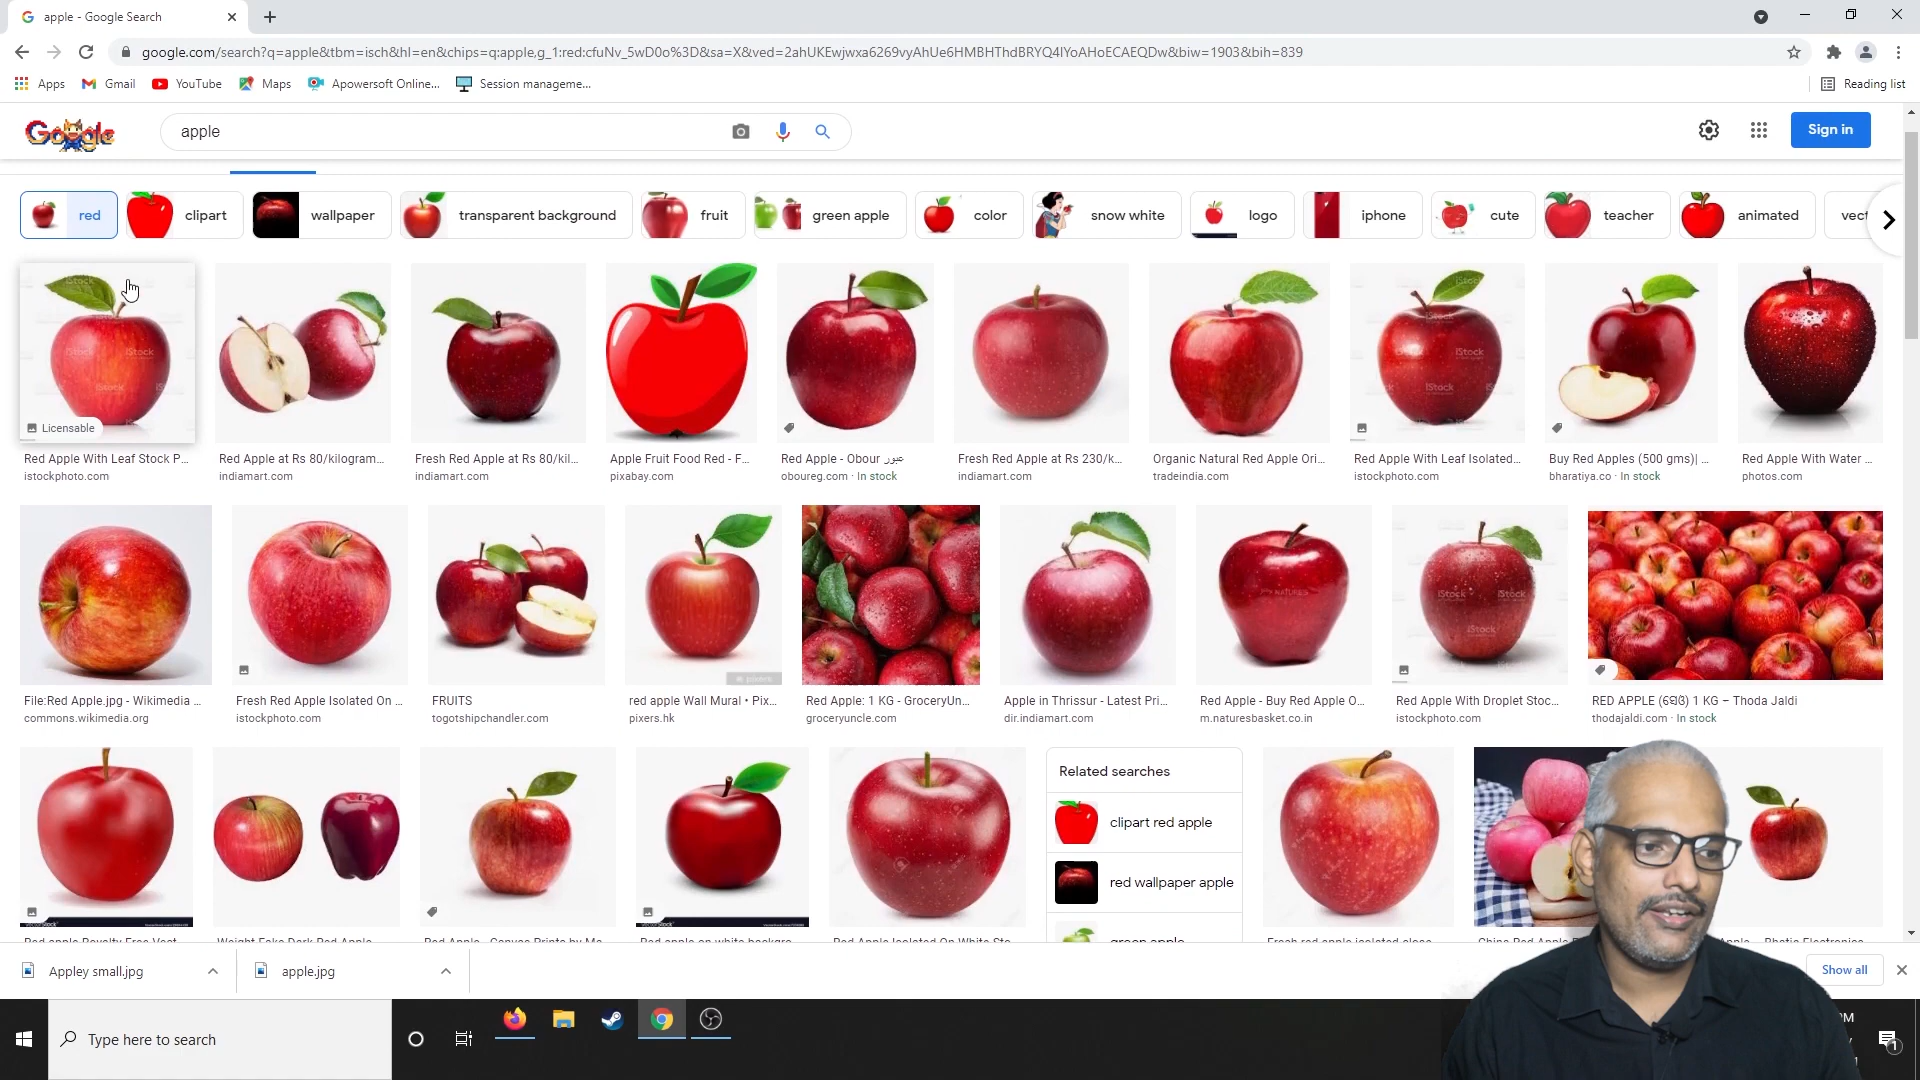 apple - Google Search
google.com/search?q=apple&tbm=isch&hl=en&chips=q:apple,g_1:red:cfuNv_5wD0o%3D&sa=X&ved=2ahUKEwjwxa6269vyAhUe6HMBHThdBRYQ4lYoAHoECAEQDw&biw=1903&bih=839
Apps Gmail YouTube Maps Apowersoft Online... Session manageme... Reading list
Google apple Sign in
red clipart wallpaper transparent background fruit green apple color snow white logo iphone cute teacher animated vect
iStock
Licensable
Red Apple With Leaf Stock P... Red Apple at Rs 80/kilogram... Fresh Red Apple at Rs 80/kil... Apple Fruit Food Red - F... Red Apple - Obour عبور Fresh Red Apple at Rs 230/k... Organic Natural Red Apple Ori... Red Apple With Leaf Isolated... Buy Red Apples (500 gms)| ... Red Apple With Water ...
istockphoto.com indiamart.com indiamart.com pixabay.com oboureg.com · In stock indiamart.com tradeindia.com istockphoto.com bharatiya.co · In stock photos.com
File:Red Apple.jpg - Wikimedia ... Fresh Red Apple Isolated On ... FRUITS red apple Wall Mural • Pix... Red Apple: 1 KG - GroceryUn... Apple in Thrissur - Latest Pri... Red Apple - Buy Red Apple O... Red Apple With Droplet Stoc... RED APPLE (ସେଓ) 1 KG – Thoda Jaldi
commons.wikimedia.org istockphoto.com togotshipchandler.com pixers.hk groceryuncle.com dir.indiamart.com m.naturesbasket.co.in istockphoto.com thodajaldi.com · In stock
Related searches
clipart red apple
red wallpaper apple
green apple
Appley small.jpg apple.jpg Show all
Type here to search
1